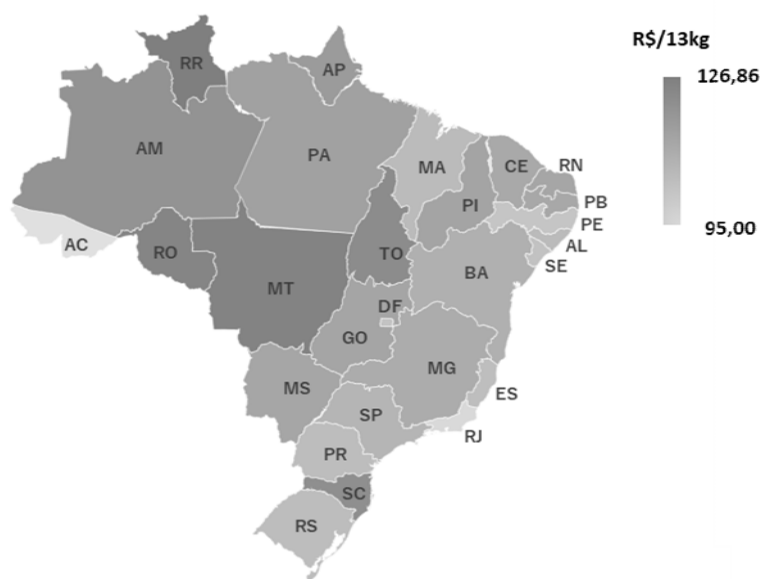 R$/13kg
126,86
95,00
RR
AP
AM
PA
MA
CE
RN
PB
PE
AL
SE
PI
AC
RO
TO
MT
BA
DF
GO
MG
MS
ES
SP
RJ
PR
SC
RS